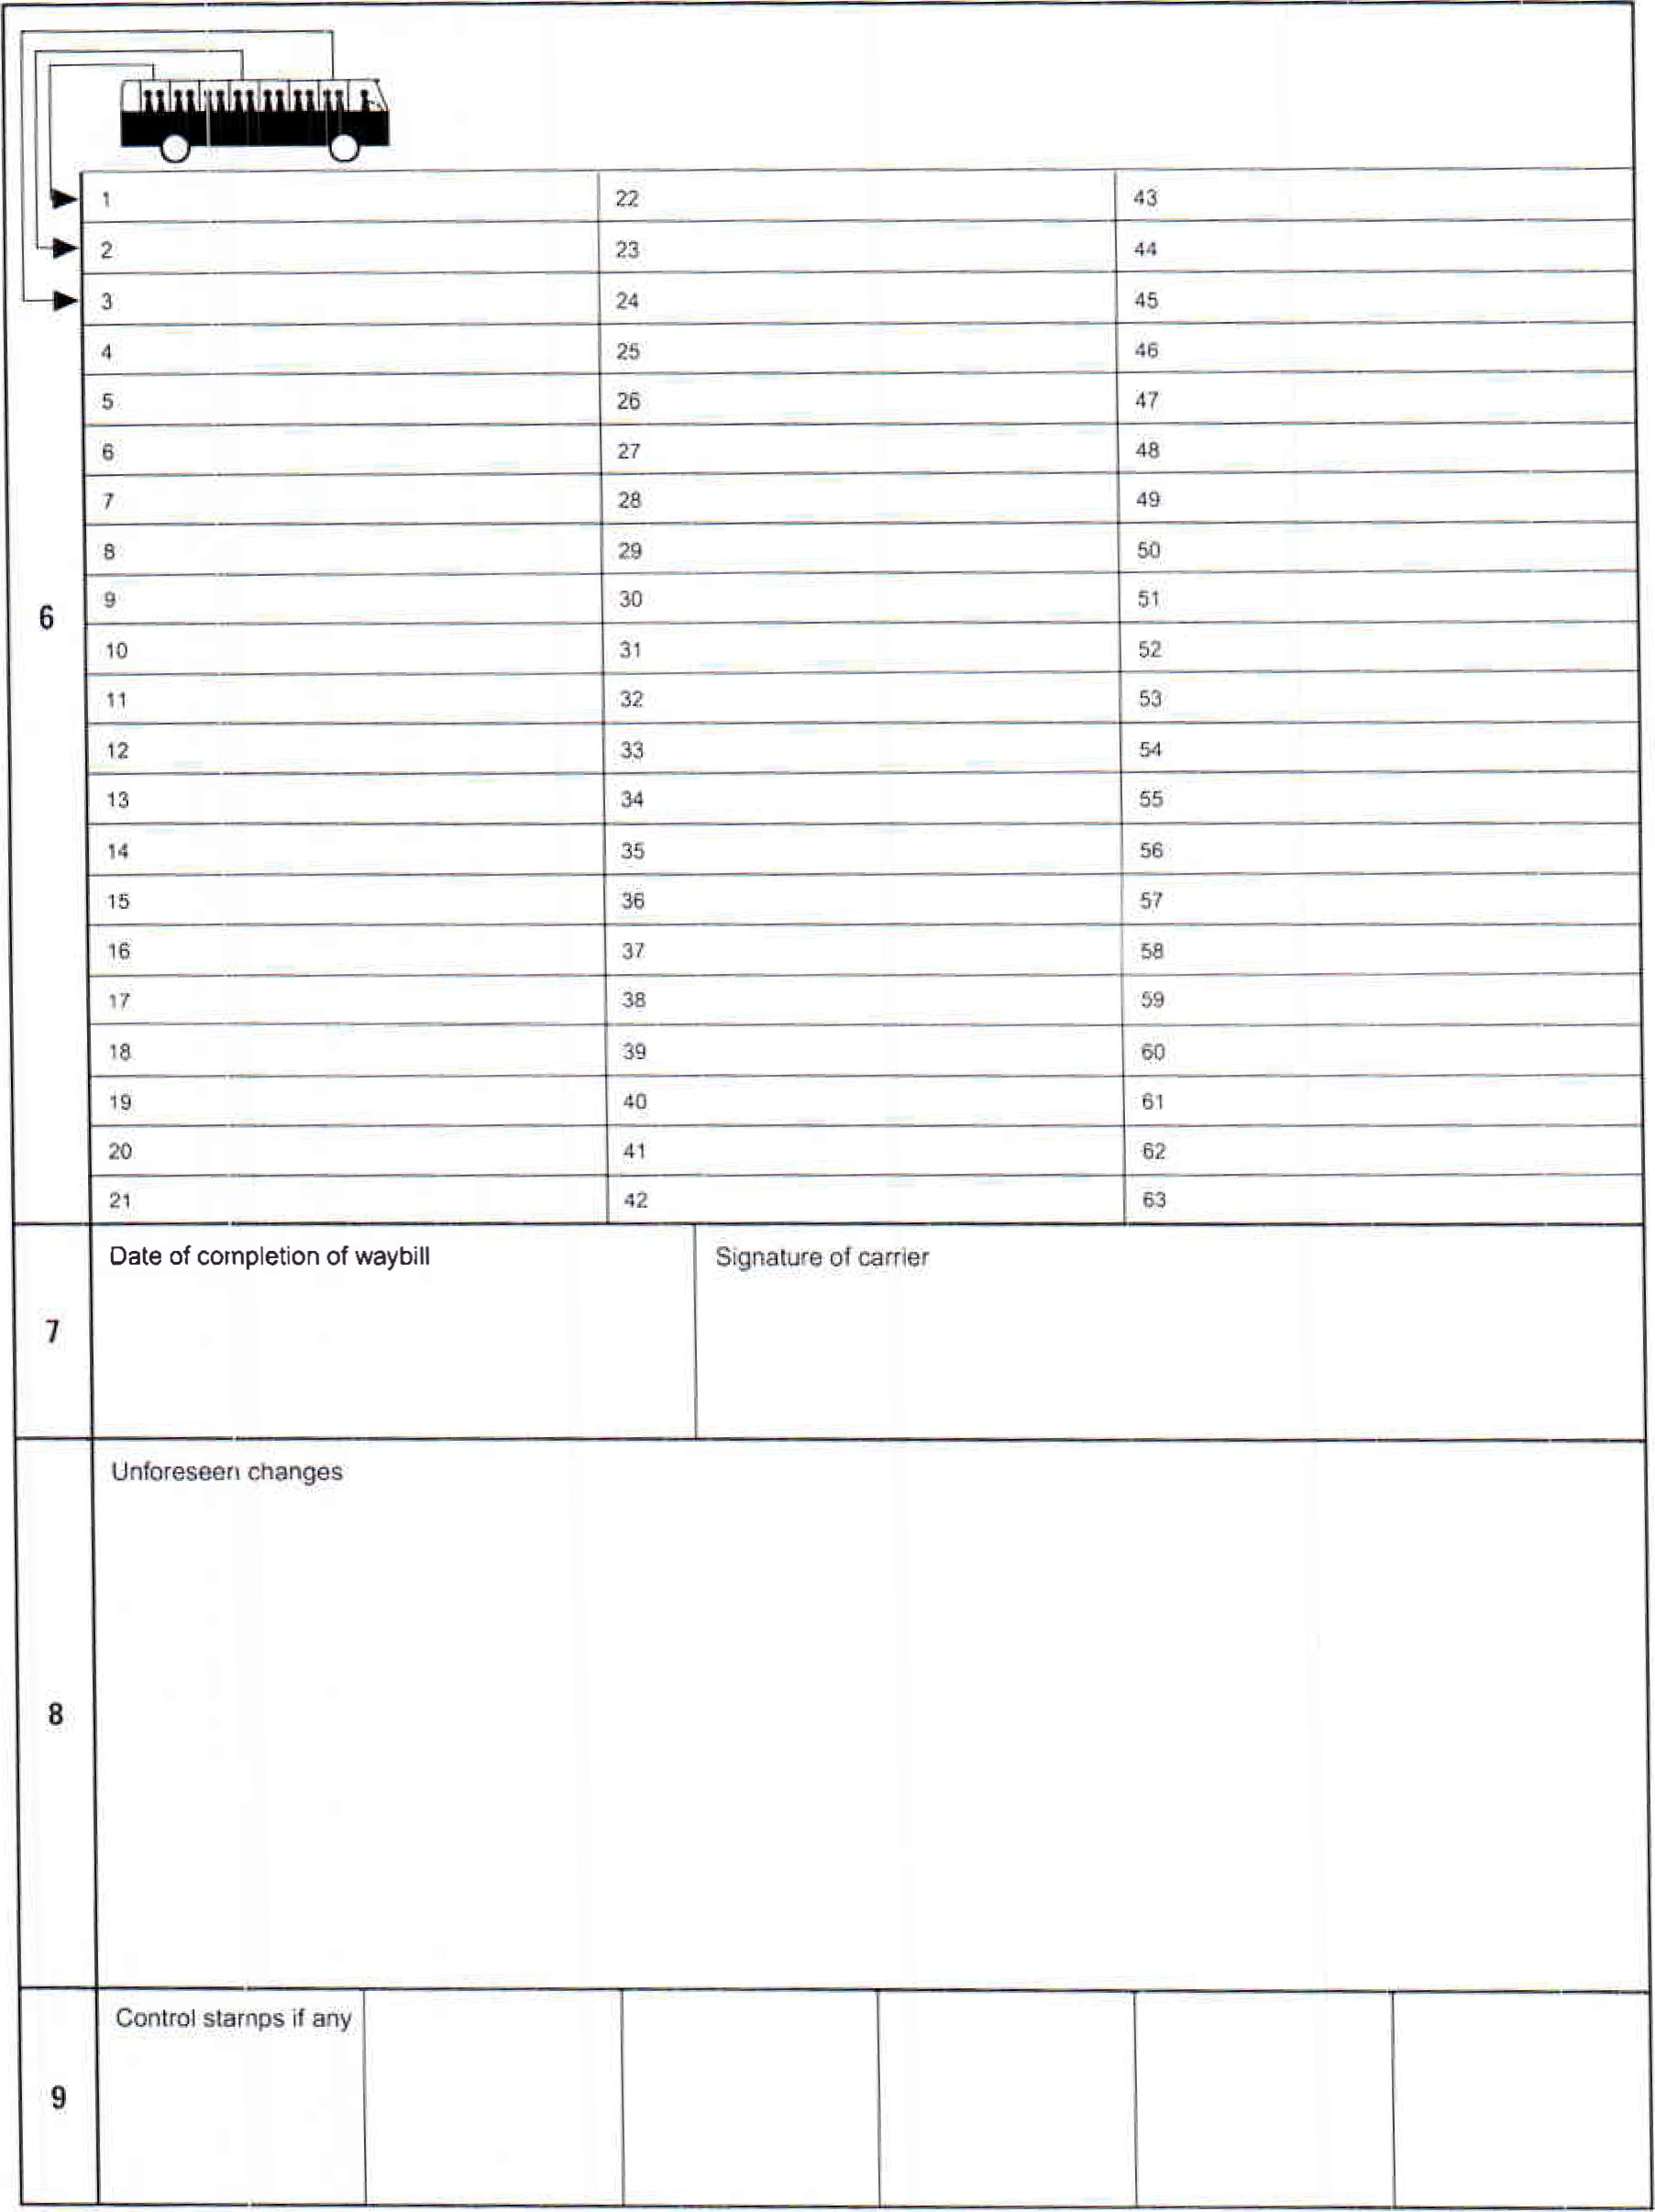 1 22 43
2 23 44
3 24 45
4 25 46
5 26 47
6 27 48
7 28 49
8 29 50
6
9 30 51
10 31 52
11 32 53
12 33 54
13 34 55
14 35 56
15 36 57
16 37 58
17 38 59
18 39 60
19 40 61
20 41 62
21 42 63
Date of completion of waybill
Signature of carrier
7
Unforeseen changes
8
Control stamps if any
9